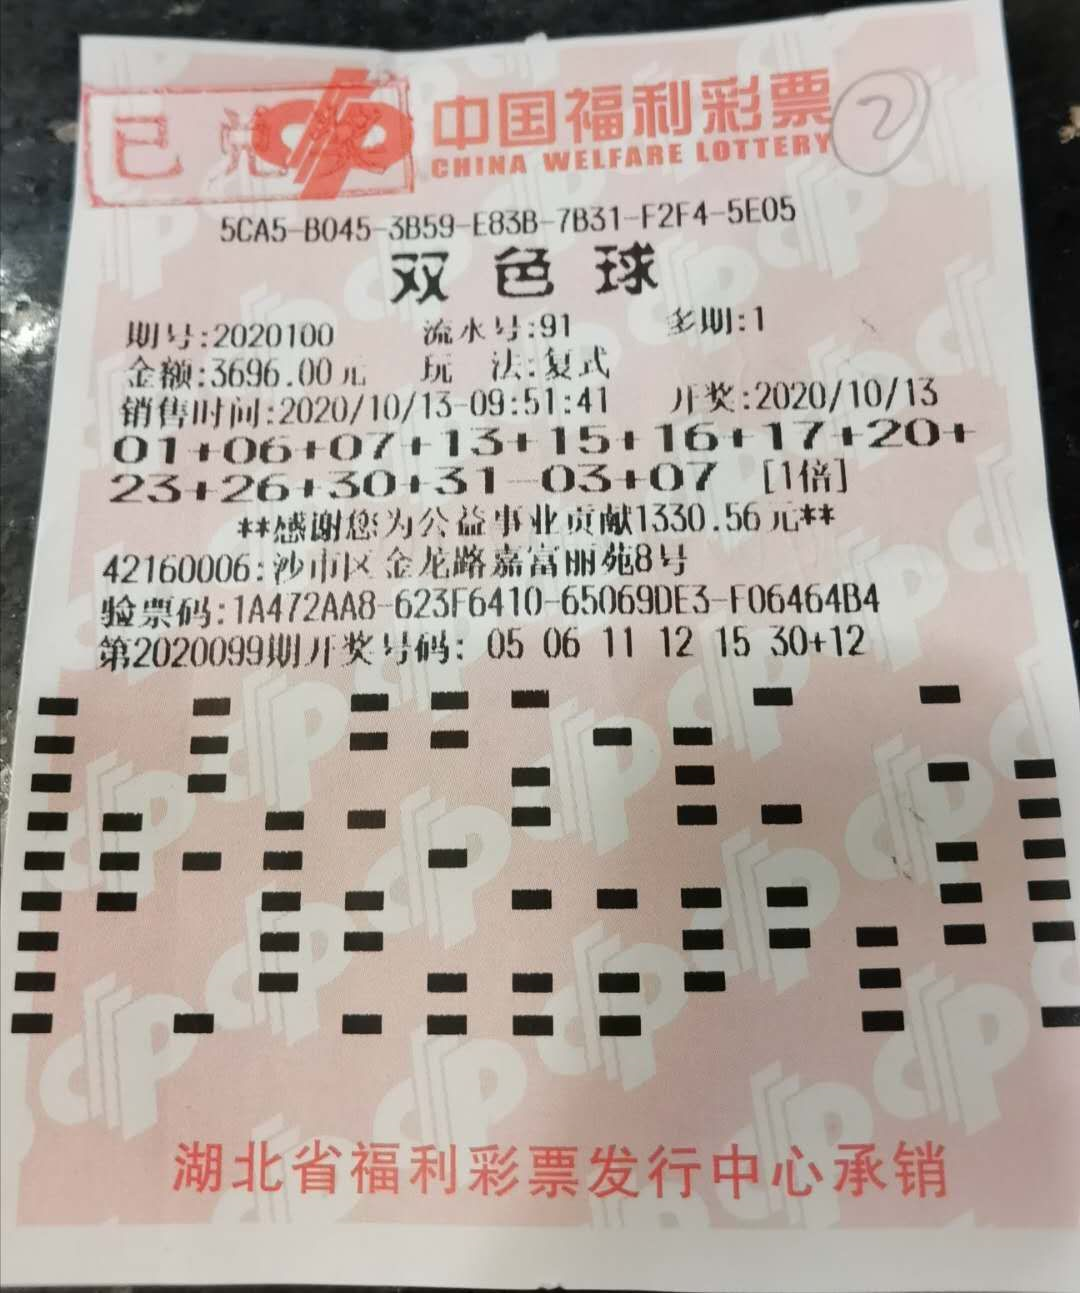 已兑奖
中国福利彩票 2
CHINA WELFARE LOTTERY
5CA5-B045-3B59-E83B-7B31-F2F4-5E05
双色球
期号:2020100 流水号:91 多期:1
金额:3696.00元 玩 法:复式
销售时间:2020/10/13-09:51:41 开奖:2020/10/13
01+06+07+13+15+16+17+20+
23+26+30+31-03+07 [1倍]
**感谢您为公益事业贡献1330.56元**
42160006:沙市区金龙路嘉富丽苑8号
验票码:1A472AA8-623F6410-65069DE3-F06464B4
第2020099期开奖号码: 05 06 11 12 15 30+12
湖北省福利彩票发行中心承销